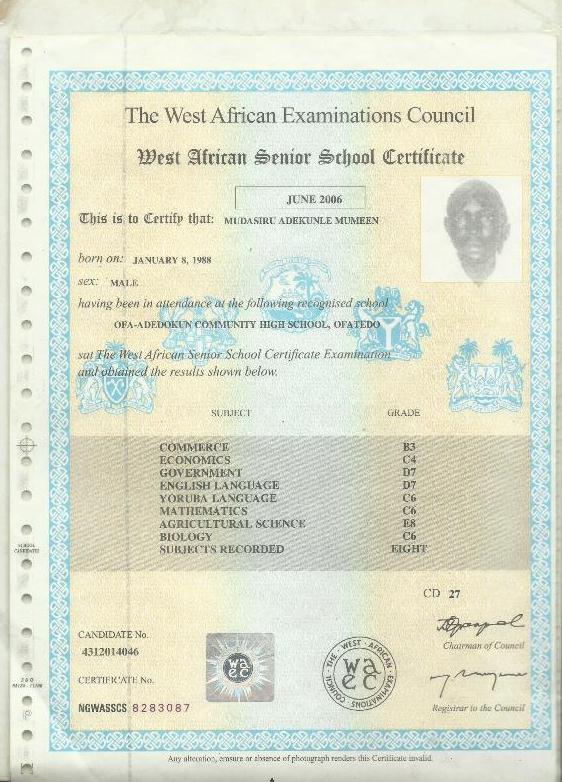 The West African Examinations Council
West African Senior School Certificate
JUNE 2006
This is to Certify that: MUDASIRU ADEKUNLE MUMEEN
born on: JANUARY 8, 1988
sex: MALE
having been in attendance at the following recognised school
OFA-ADEDOKUN COMMUNITY HIGH SCHOOL, OFATEDO
sat The West African Senior School Certificate Examination
and obtained the results shown below.
SUBJECT GRADE
COMMERCE B3
ECONOMICS C4
GOVERNMENT D7
ENGLISH LANGUAGE D7
YORUBA LANGUAGE C6
MATHEMATICS C6
AGRICULTURAL SCIENCE E8
BIOLOGY C6
SUBJECTS RECORDED EIGHT
SCHOOL
CANDIDATES
CD 27
CANDIDATE No.
4312014046
Chairman of Council
waec
THE · WEST · AFRICAN · EXAMINATIONS COUNCIL
waec
CERTIFICATE No.
NGWASSCS 8283087
Registrar to the Council
Any alteration, erasure or absence of photograph renders this Certificate invalid.